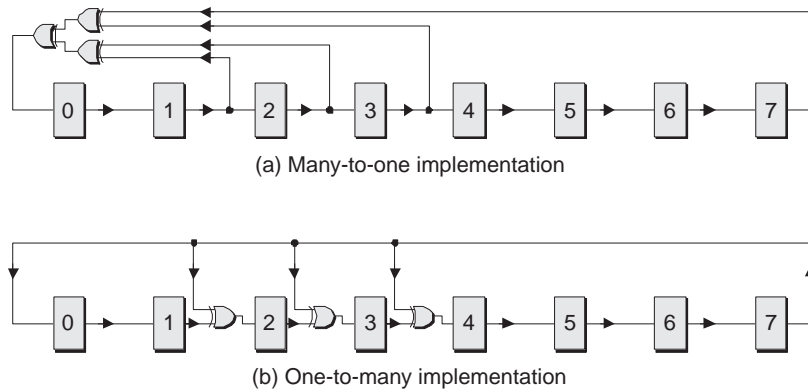 0 1 2 3 4 5 6 7
(a) Many-to-one implementation
0 1 2 3 4 5 6 7
(b) One-to-many implementation